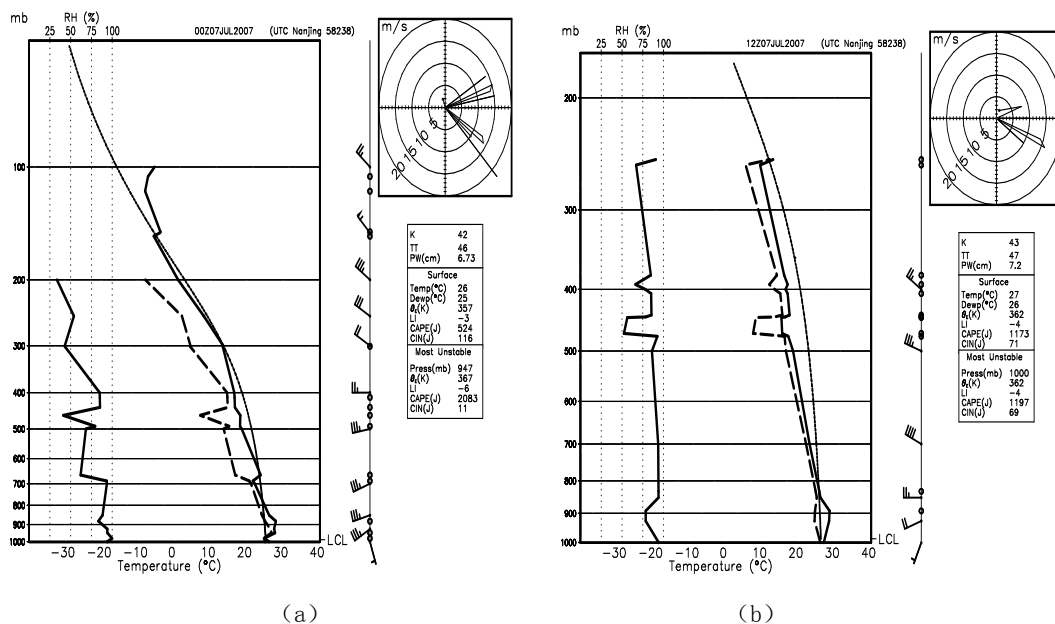 mb
RH (%)
25 50 75 100
00Z07JUL2007 (UTC Nanjing 58238)
m/s
20 15 10 5
100
200
300
400
500
600
700
800
900
1000
LCL
−30 −20 −10 0 10 20 30 40
Temperature (°C)
K 42
TT 46
PW(cm) 6.73
Surface
Temp(°C) 26
Dewp(°C) 25
θE(K) 357
LI −3
CAPE(J) 524
CIN(J) 116
Most Unstable
Press(mb) 947
θE(K) 367
LI −6
CAPE(J) 2083
CIN(J) 11
(a)
mb
RH (%)
25 50 75 100
12Z07JUL2007 (UTC Nanjing 58238)
m/s
20 15 10 5
200
300
400
500
600
700
800
900
1000
LCL
−30 −20 −10 0 10 20 30 40
Temperature (°C)
K 43
TT 47
PW(cm) 7.2
Surface
Temp(°C) 27
Dewp(°C) 26
θE(K) 362
LI −4
CAPE(J) 1173
CIN(J) 71
Most Unstable
Press(mb) 1000
θE(K) 362
LI −4
CAPE(J) 1197
CIN(J) 69
(b)